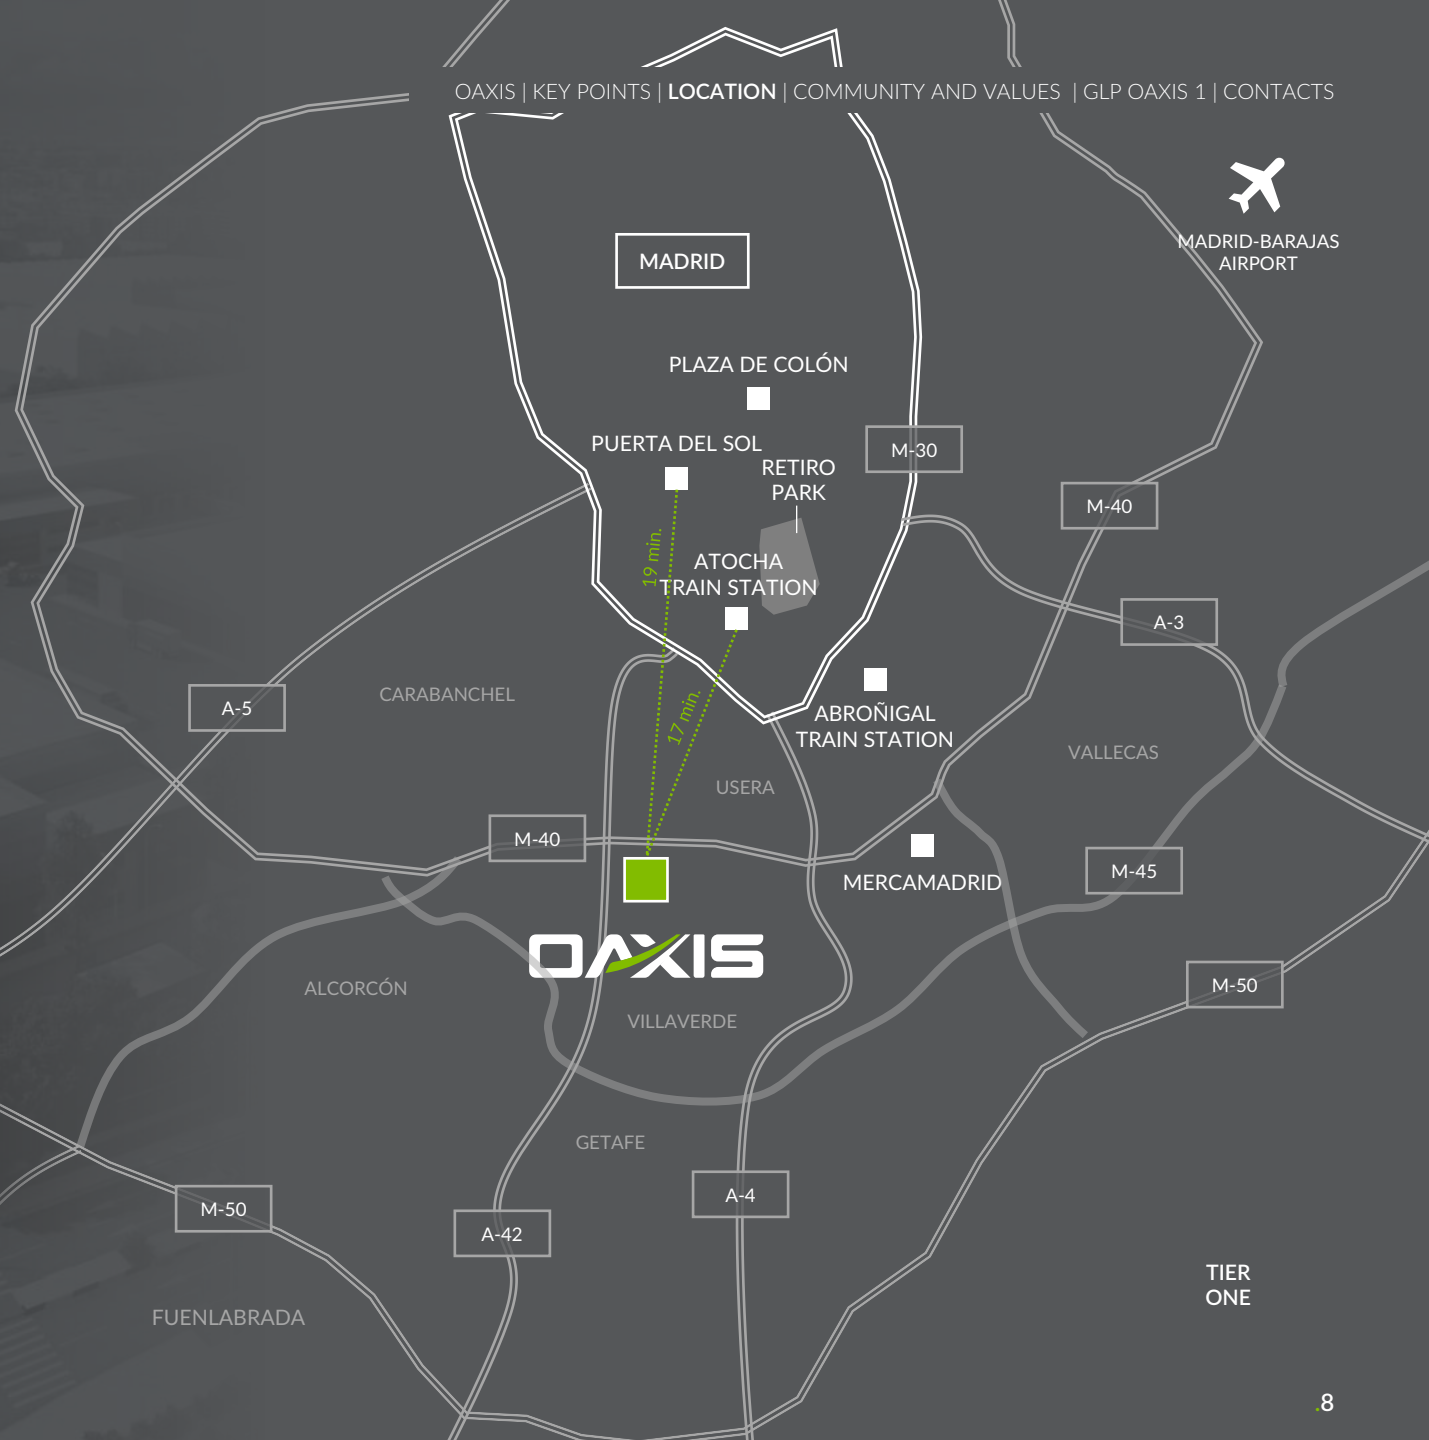 OAXIS | KEY POINTS | LOCATION | COMMUNITY AND VALUES | GLP OAXIS 1 | CONTACTS
MADRID-BARAJAS
AIRPORT
MADRID
PLAZA DE COLÓN
PUERTA DEL SOL
M-30
RETIRO
PARK
M-40
19 min.
ATOCHA
TRAIN STATION
A-3
CARABANCHEL
A-5
17 min.
ABROÑIGAL
TRAIN STATION
VALLECAS
USERA
M-40
MERCAMADRID
M-45
OAXIS
ALCORCÓN
M-50
VILLAVERDE
GETAFE
A-4
M-50
A-42
TIER
ONE
FUENLABRADA
.8